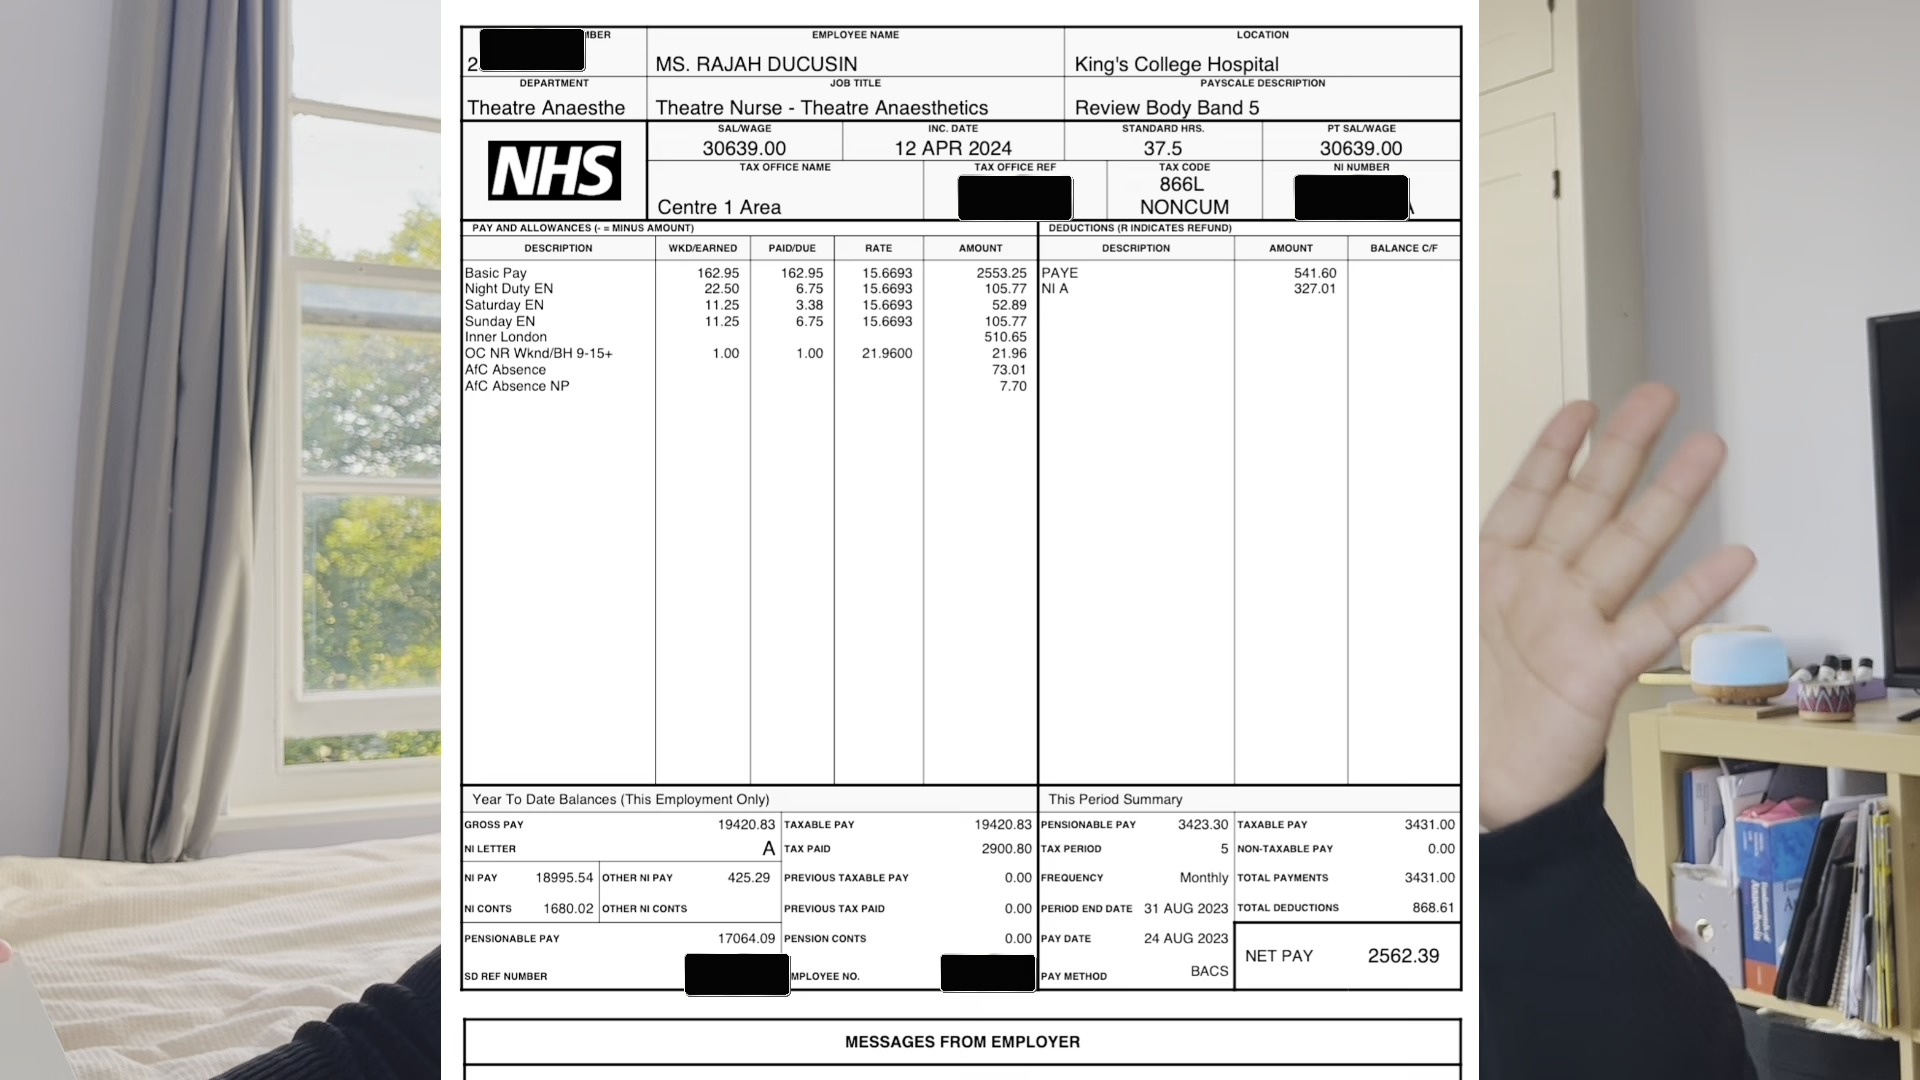 MBER EMPLOYEE NAME LOCATION
2 MS. RAJAH DUCUSIN King's College Hospital
DEPARTMENT JOB TITLE PAYSCALE DESCRIPTION
Theatre Anaesthe Theatre Nurse - Theatre Anaesthetics Review Body Band 5
NHS
SAL/WAGE INC. DATE STANDARD HRS. PT SAL/WAGE
30639.00 12 APR 2024 37.5 30639.00
TAX OFFICE NAME TAX OFFICE REF TAX CODE NI NUMBER
866L
Centre 1 Area NONCUM
PAY AND ALLOWANCES (- = MINUS AMOUNT) DEDUCTIONS (R INDICATES REFUND)
DESCRIPTION WKD/EARNED PAID/DUE RATE AMOUNT DESCRIPTION AMOUNT BALANCE C/F
Basic Pay 162.95 162.95 15.6693 2553.25 PAYE 541.60
Night Duty EN 22.50 6.75 15.6693 105.77 NI A 327.01
Saturday EN 11.25 3.38 15.6693 52.89
Sunday EN 11.25 6.75 15.6693 105.77
Inner London 510.65
OC NR Wknd/BH 9-15+ 1.00 1.00 21.9600 21.96
AfC Absence 73.01
AfC Absence NP 7.70
Year To Date Balances (This Employment Only) This Period Summary
GROSS PAY 19420.83 TAXABLE PAY 19420.83 PENSIONABLE PAY 3423.30 TAXABLE PAY 3431.00
NI LETTER A TAX PAID 2900.80 TAX PERIOD 5 NON-TAXABLE PAY 0.00
NI PAY 18995.54 OTHER NI PAY 425.29 PREVIOUS TAXABLE PAY 0.00 FREQUENCY Monthly TOTAL PAYMENTS 3431.00
NI CONTS 1680.02 OTHER NI CONTS PREVIOUS TAX PAID 0.00 PERIOD END DATE 31 AUG 2023 TOTAL DEDUCTIONS 868.61
PENSIONABLE PAY 17064.09 PENSION CONTS 0.00 PAY DATE 24 AUG 2023 NET PAY 2562.39
SD REF NUMBER MPLOYEE NO. PAY METHOD BACS
MESSAGES FROM EMPLOYER